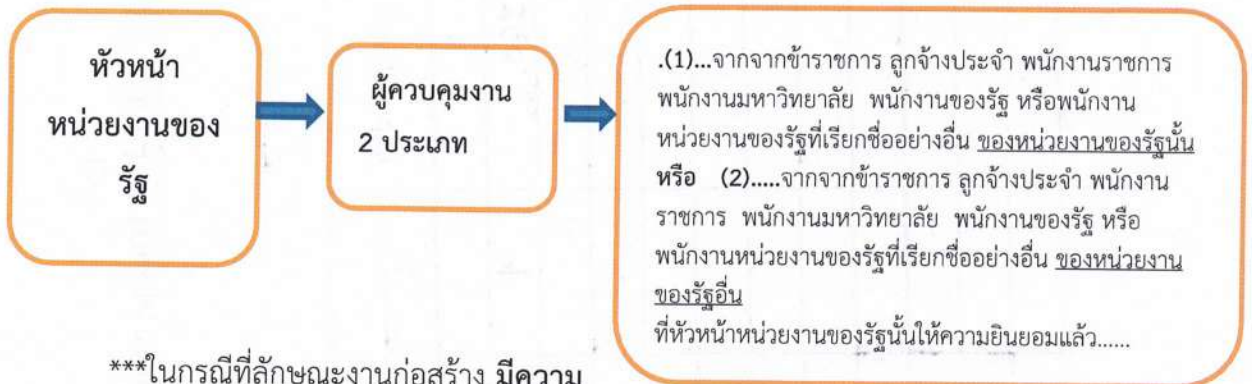 หัวหน้า
หน่วยงานของ
รัฐ
ผู้ควบคุมงาน
2 ประเภท
.(1)...จากจากข้าราชการ ลูกจ้างประจำ พนักงานราชการ
พนักงานมหาวิทยาลัย พนักงานของรัฐ หรือพนักงาน
หน่วยงานของรัฐที่เรียกชื่ออย่างอื่น ของหน่วยงานของรัฐนั้น
หรือ (2).....จากจากข้าราชการ ลูกจ้างประจำ พนักงาน
ราชการ พนักงานมหาวิทยาลัย พนักงานของรัฐ หรือ
พนักงานหน่วยงานของรัฐที่เรียกชื่ออย่างอื่น ของหน่วยงาน
ของรัฐอื่น
ที่หัวหน้าหน่วยงานของรัฐนั้นให้ความยินยอมแล้ว......
***ในกรณีที่ลักษณะงานก่อสร้าง มีความ